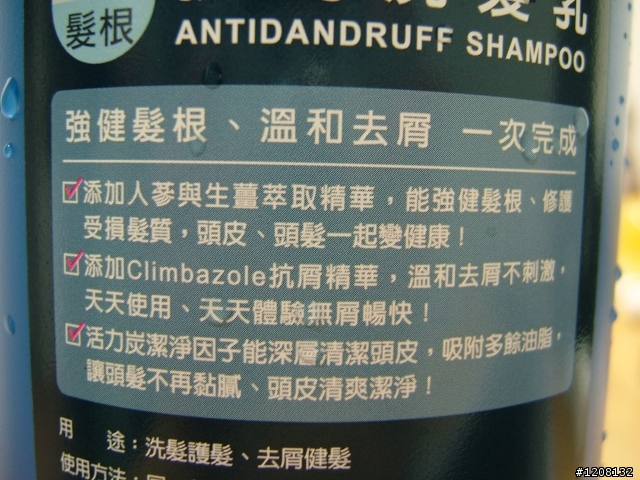 髮根
洗髮乳
ANTIDANDRUFF SHAMPOO
強健髮根、溫和去屑 一次完成
添加人蔘與生薑萃取精華，能強健髮根、修護
受損髮質，頭皮、頭髮一起變健康！
添加Climbazole抗屑精華，溫和去屑不刺激，
天天使用、天天體驗無屑暢快！
活力炭潔淨因子能深層清潔頭皮，吸附多餘油脂，
讓頭髮不再黏膩、頭皮清爽潔淨！
用 途：洗髮護髮、去屑健髮
使用方法：
#1208132